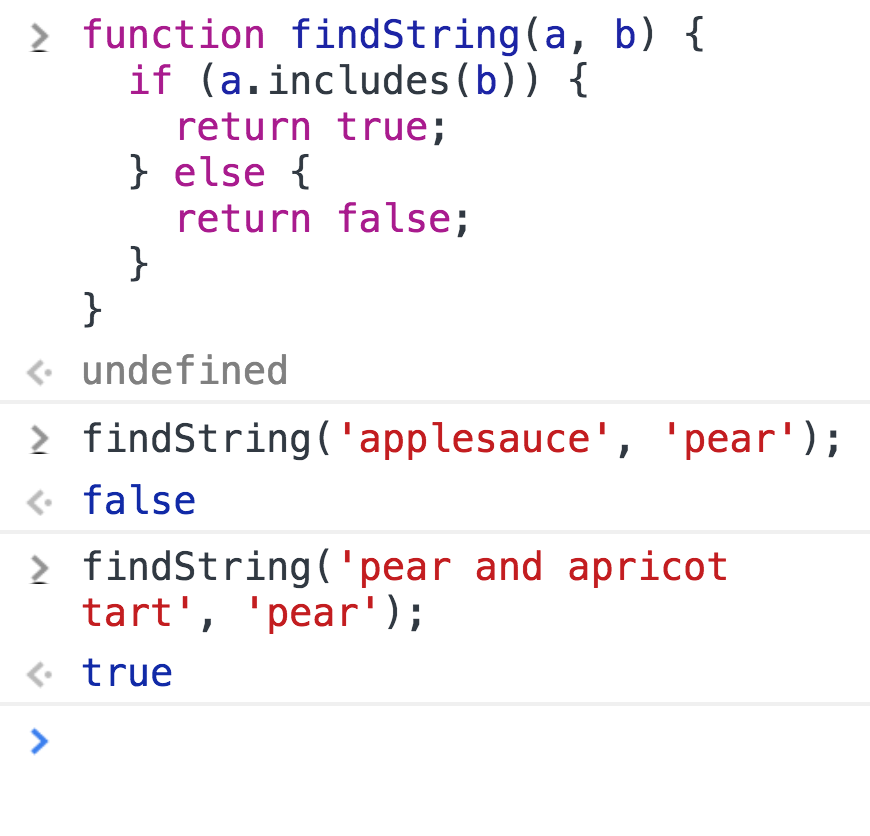 function findString(a, b) {
  if (a.includes(b)) {
    return true;
  } else {
    return false;
  }
}
undefined
findString('applesauce', 'pear');
false
findString('pear and apricot
tart', 'pear');
true